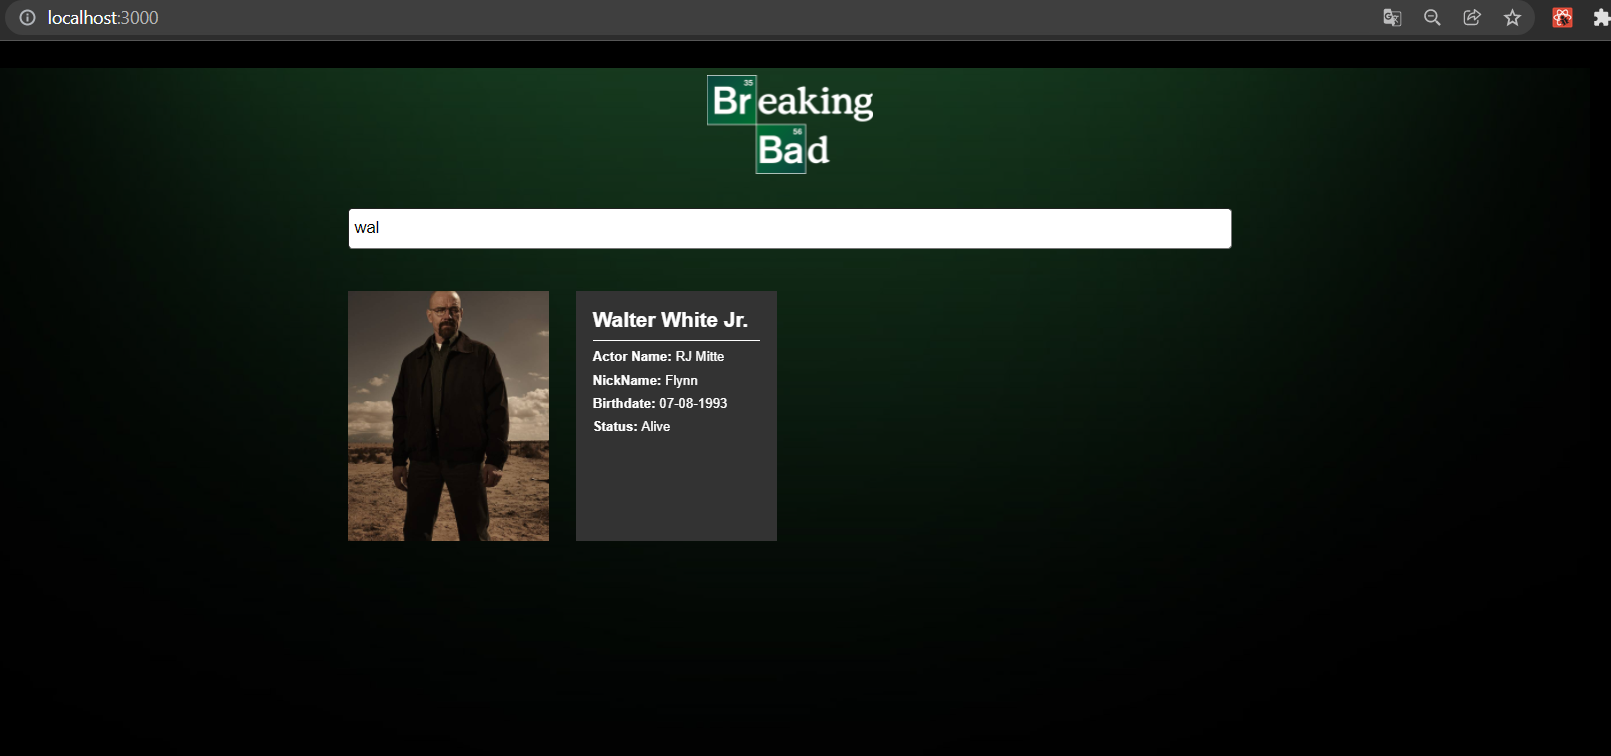 localhost:3000
35
Breaking
56
Bad
wal
Walter White Jr.
Actor Name: RJ Mitte
NickName: Flynn
Birthdate: 07-08-1993
Status: Alive